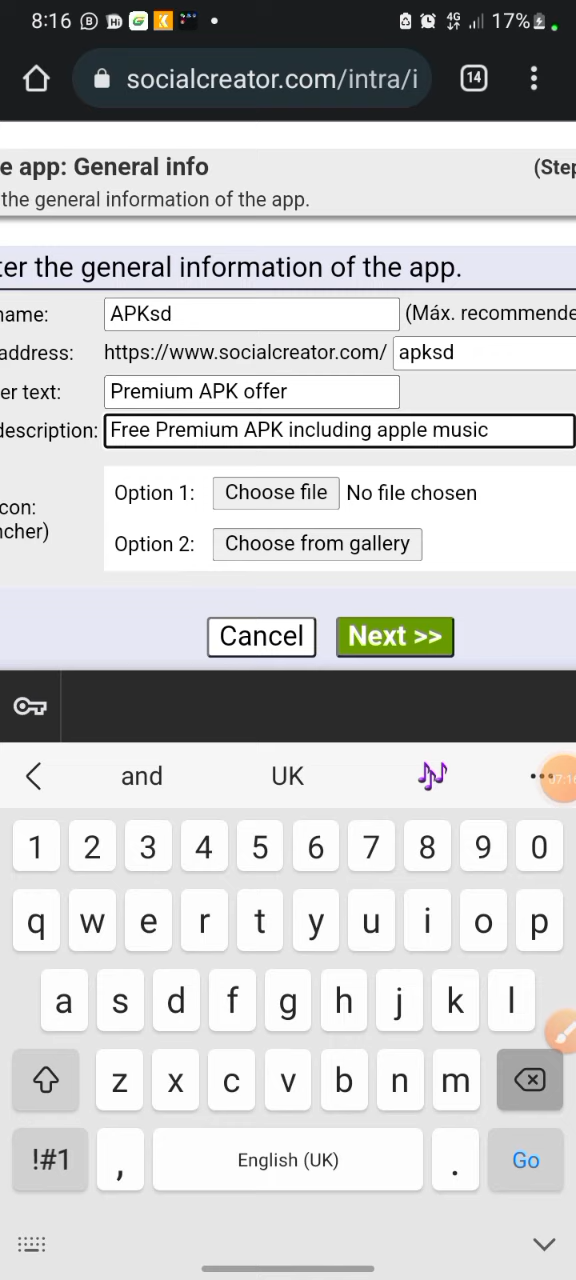 8:16 4G 17%
socialcreator.com/intra/i 14
e app: General info (Step
the general information of the app.
ter the general information of the app.
name: APKsd (Máx. recommende
address: https://www.socialcreator.com/ apksd
er text: Premium APK offer
description: Free Premium APK including apple music
con:
ncher)
Option 1: Choose file No file chosen
Option 2: Choose from gallery
Cancel Next >>
and UK
1 2 3 4 5 6 7 8 9 0
q w e r t y u i o p
a s d f g h j k l
z x c v b n m
!#1 , English (UK) . Go